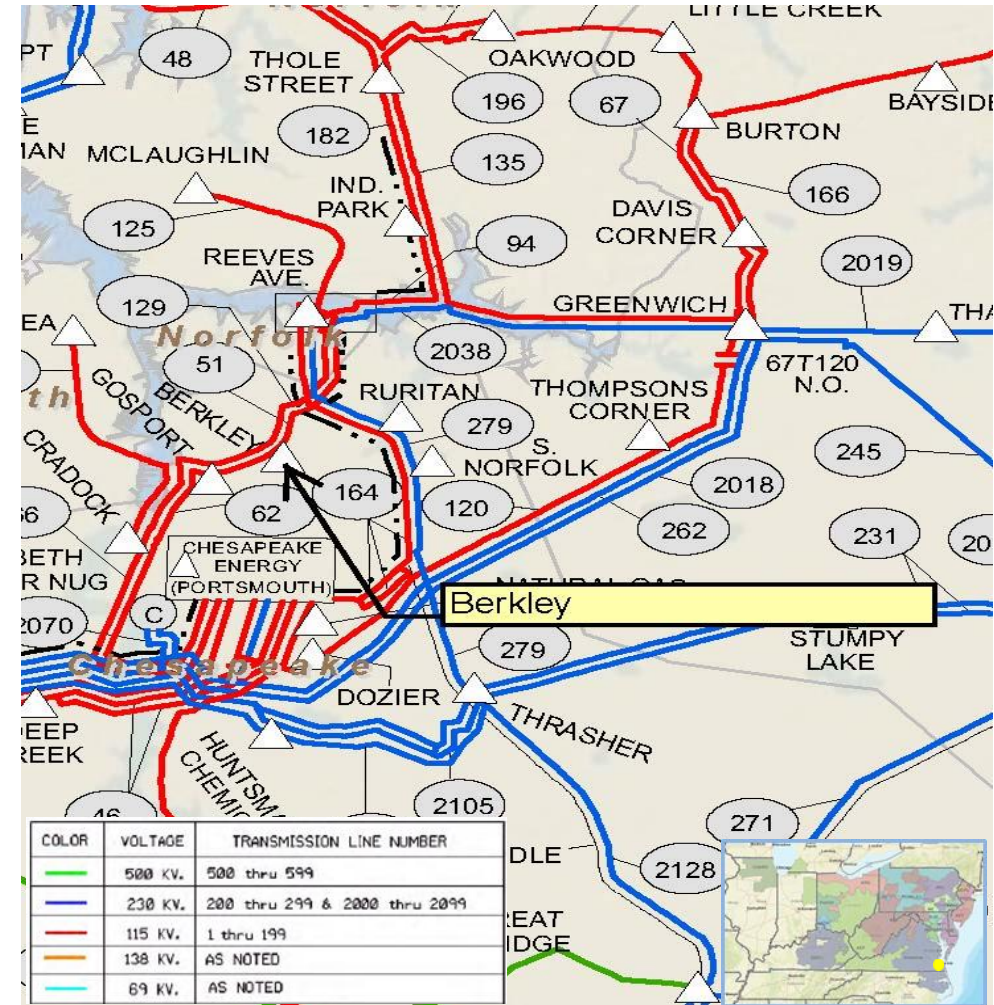 LITTLE CREEK
48
THOLE
STREET
OAKWOOD
196
67
BAYSIDE
182
BURTON
MCLAUGHLIN
135
166
IND.
PARK
DAVIS
CORNER
125
94
REEVES
AVE.
2019
129
GREENWICH
Norfolk
2038
67T120
N.O.
51
RURITAN
THOMPSONS
CORNER
GOSPORT
BERKLEY
279
CRADOCK
S.
NORFOLK
245
164
2018
62
120
262
231
CHESAPEAKE
ENERGY
(PORTSMOUTH)
C
Berkley
2070
279
STUMPY
LAKE
Chesapeake
DOZIER
THRASHER
46
2105
271
2128
COLOR VOLTAGE TRANSMISSION LINE NUMBER
500 KV. 500 thru 599
230 KV. 200 thru 299 & 2000 thru 2099
115 KV. 1 thru 199
138 KV. AS NOTED
69 KV. AS NOTED